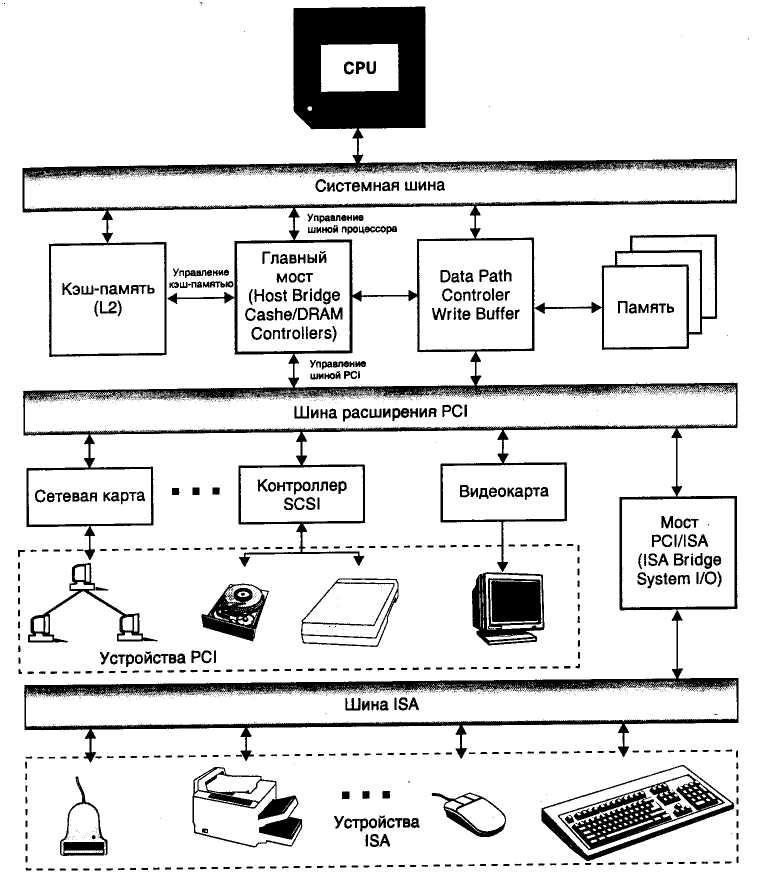 CPU
Системная шина
Управление
шиной процессора
Кэш-память
(L2)
Управление
кэш-памятью
Главный
мост
(Host Bridge
Cashe/DRAM
Controllers)
Data Path
Controler
Write Buffer
Память
Управление
шиной PCI
Шина расширения PCI
Сетевая карта
Контроллер
SCSI
Видеокарта
Мост
PCI/ISA
(ISA Bridge
System I/O)
Устройства PCI
Шина ISA
Устройства
ISA